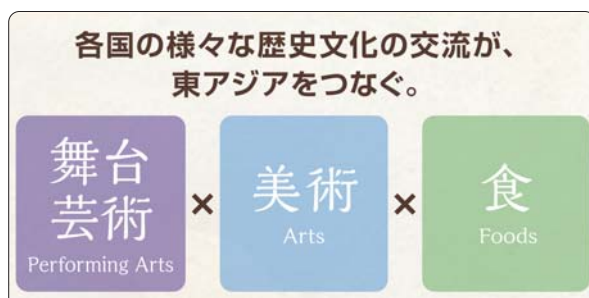 各国の様々な歴史文化の交流が、
東アジアをつなぐ。
舞台
芸術
Performing Arts
×
美術
Arts
×
食
Foods